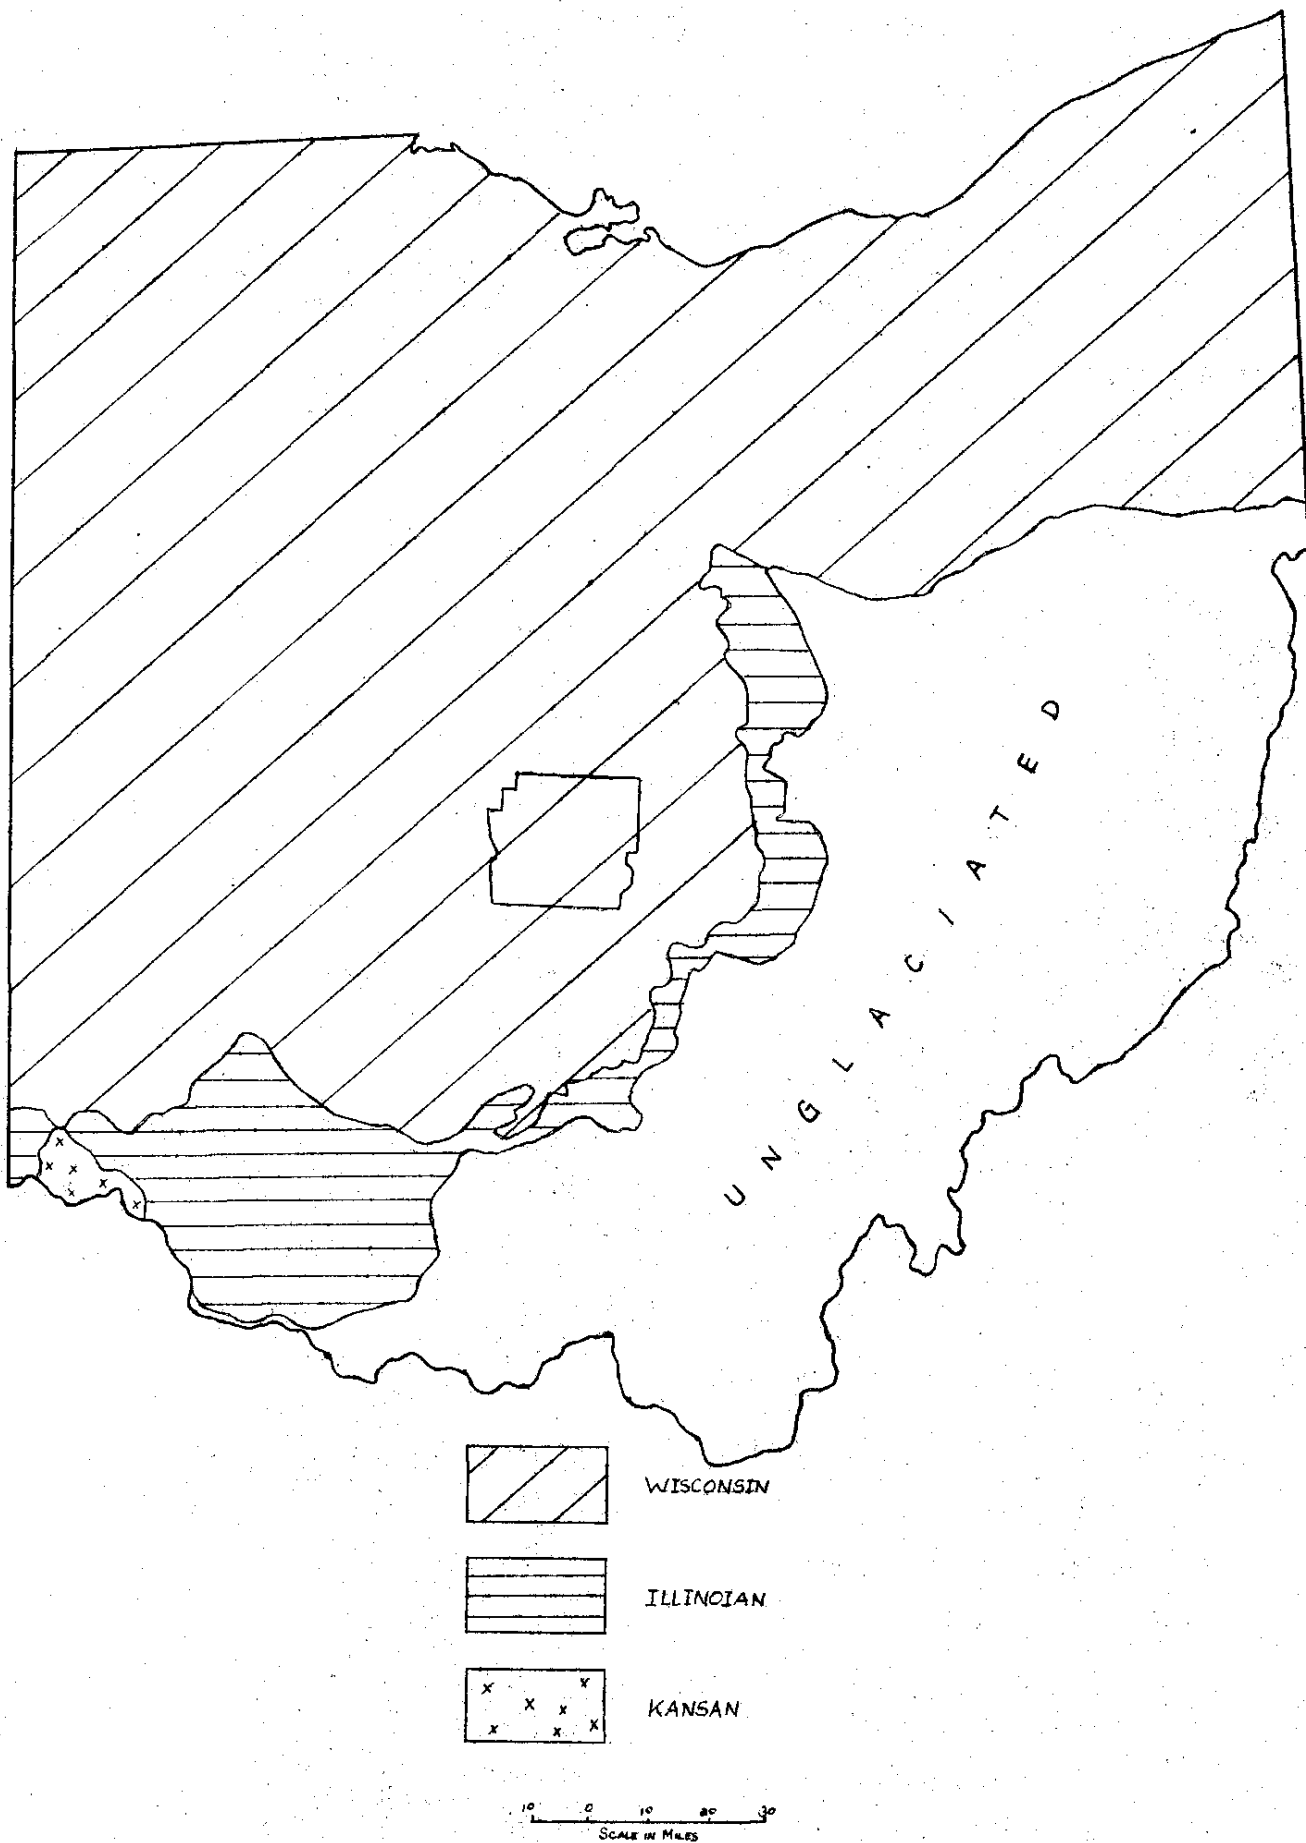 UNGLACIATED
WISCONSIN
ILLINOIAN
KANSAN
10 0 10 20 30
SCALE IN MILES